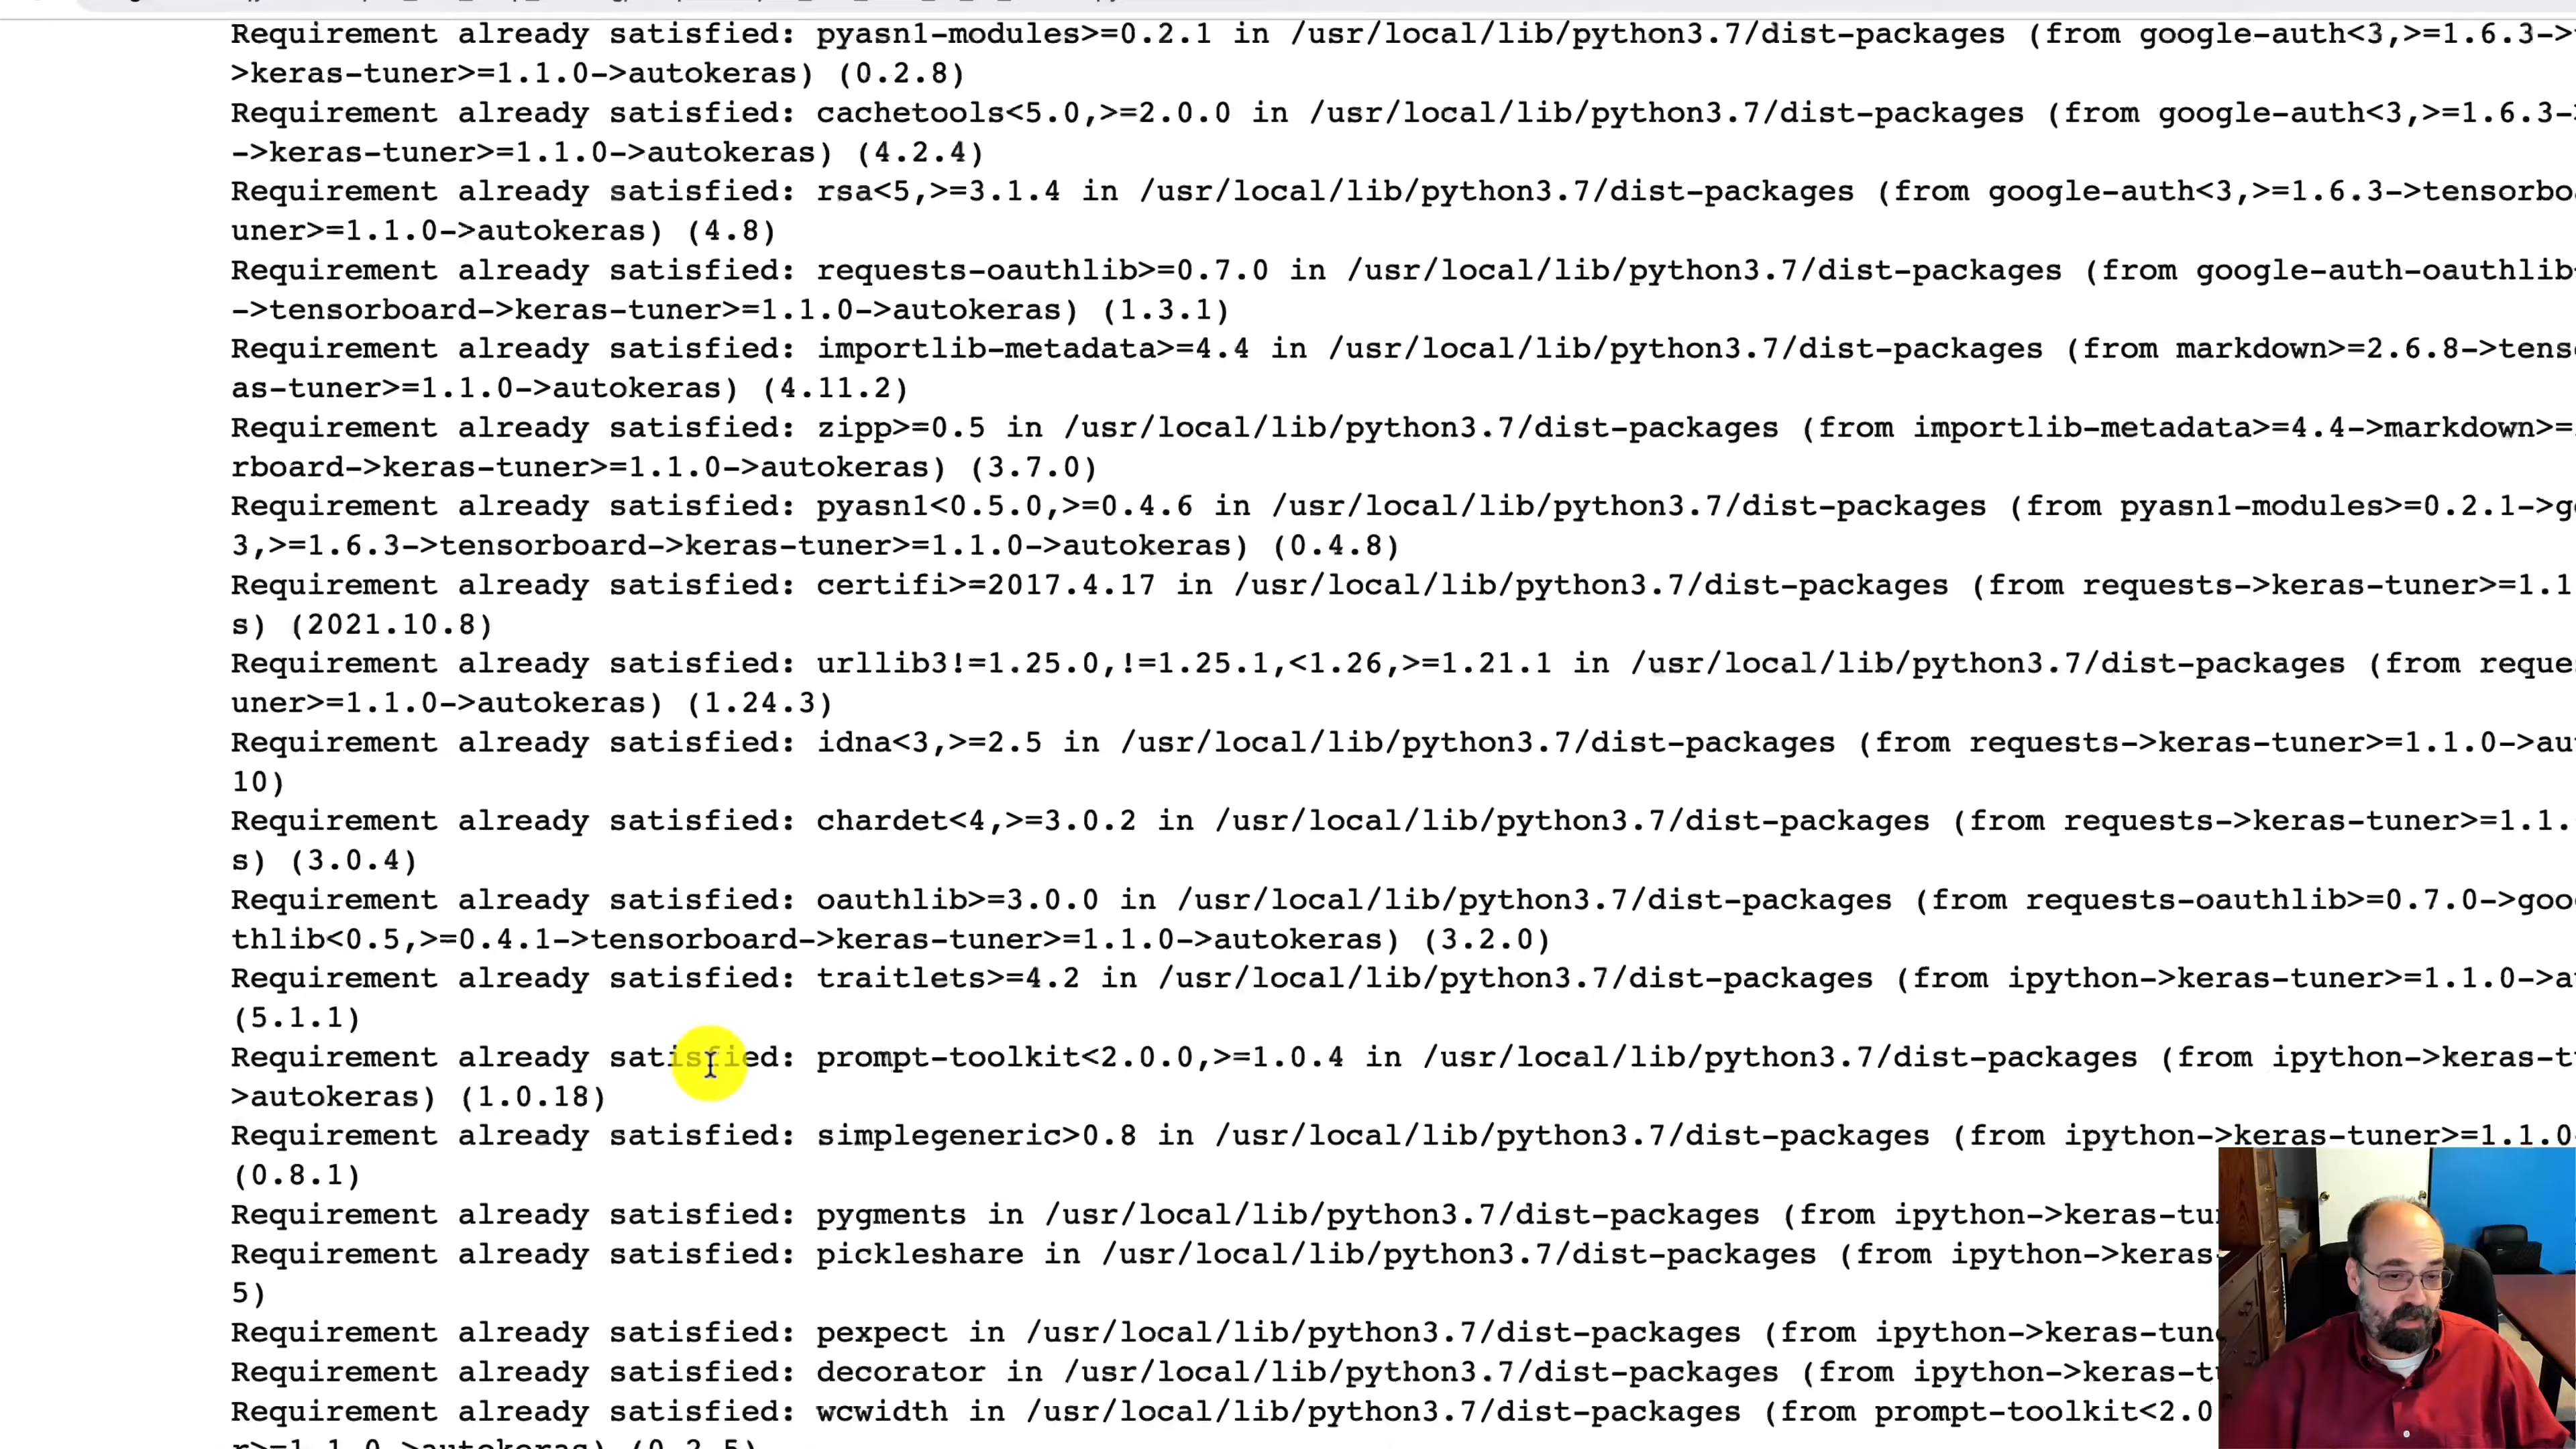 Requirement already satisfied: pyasn1-modules>=0.2.1 in /usr/local/lib/python3.7/dist-packages (from google-auth<3,>=1.6.3->
>keras-tuner>=1.1.0->autokeras) (0.2.8)
Requirement already satisfied: cachetools<5.0,>=2.0.0 in /usr/local/lib/python3.7/dist-packages (from google-auth<3,>=1.6.3-
->keras-tuner>=1.1.0->autokeras) (4.2.4)
Requirement already satisfied: rsa<5,>=3.1.4 in /usr/local/lib/python3.7/dist-packages (from google-auth<3,>=1.6.3->tensorbo
uner>=1.1.0->autokeras) (4.8)
Requirement already satisfied: requests-oauthlib>=0.7.0 in /usr/local/lib/python3.7/dist-packages (from google-auth-oauthlib
->tensorboard->keras-tuner>=1.1.0->autokeras) (1.3.1)
Requirement already satisfied: importlib-metadata>=4.4 in /usr/local/lib/python3.7/dist-packages (from markdown>=2.6.8->tens
as-tuner>=1.1.0->autokeras) (4.11.2)
Requirement already satisfied: zipp>=0.5 in /usr/local/lib/python3.7/dist-packages (from importlib-metadata>=4.4->markdown>=
rboard->keras-tuner>=1.1.0->autokeras) (3.7.0)
Requirement already satisfied: pyasn1<0.5.0,>=0.4.6 in /usr/local/lib/python3.7/dist-packages (from pyasn1-modules>=0.2.1->g
3,>=1.6.3->tensorboard->keras-tuner>=1.1.0->autokeras) (0.4.8)
Requirement already satisfied: certifi>=2017.4.17 in /usr/local/lib/python3.7/dist-packages (from requests->keras-tuner>=1.1
s) (2021.10.8)
Requirement already satisfied: urllib3!=1.25.0,!=1.25.1,<1.26,>=1.21.1 in /usr/local/lib/python3.7/dist-packages (from reque
uner>=1.1.0->autokeras) (1.24.3)
Requirement already satisfied: idna<3,>=2.5 in /usr/local/lib/python3.7/dist-packages (from requests->keras-tuner>=1.1.0->au
10)
Requirement already satisfied: chardet<4,>=3.0.2 in /usr/local/lib/python3.7/dist-packages (from requests->keras-tuner>=1.1.
s) (3.0.4)
Requirement already satisfied: oauthlib>=3.0.0 in /usr/local/lib/python3.7/dist-packages (from requests-oauthlib>=0.7.0->goo
thlib<0.5,>=0.4.1->tensorboard->keras-tuner>=1.1.0->autokeras) (3.2.0)
Requirement already satisfied: traitlets>=4.2 in /usr/local/lib/python3.7/dist-packages (from ipython->keras-tuner>=1.1.0->a
(5.1.1)
Requirement already satisfied: prompt-toolkit<2.0.0,>=1.0.4 in /usr/local/lib/python3.7/dist-packages (from ipython->keras-t
>autokeras) (1.0.18)
Requirement already satisfied: simplegeneric>0.8 in /usr/local/lib/python3.7/dist-packages (from ipython->keras-tuner>=1.1.0
(0.8.1)
Requirement already satisfied: pygments in /usr/local/lib/python3.7/dist-packages (from ipython->keras-tu
Requirement already satisfied: pickleshare in /usr/local/lib/python3.7/dist-packages (from ipython->keras-
5)
Requirement already satisfied: pexpect in /usr/local/lib/python3.7/dist-packages (from ipython->keras-tun
Requirement already satisfied: decorator in /usr/local/lib/python3.7/dist-packages (from ipython->keras-t
Requirement already satisfied: wcwidth in /usr/local/lib/python3.7/dist-packages (from prompt-toolkit<2.0
r>=1.1.0->autokeras) (0.2.5)